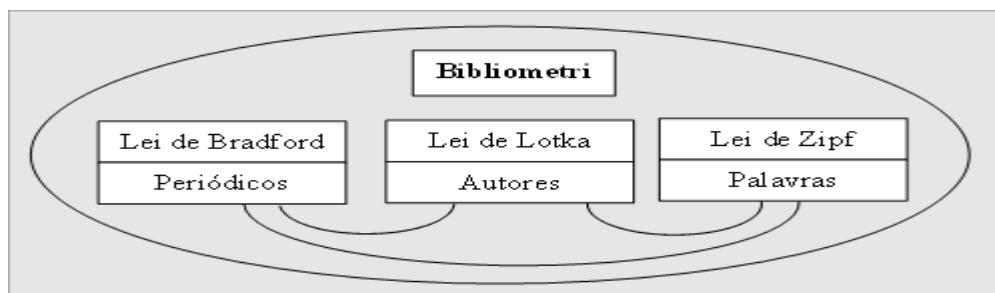 Bibliometri
Lei de Bradford
Periódicos
Lei de Lotka
Autores
Lei de Zipf
Palavras